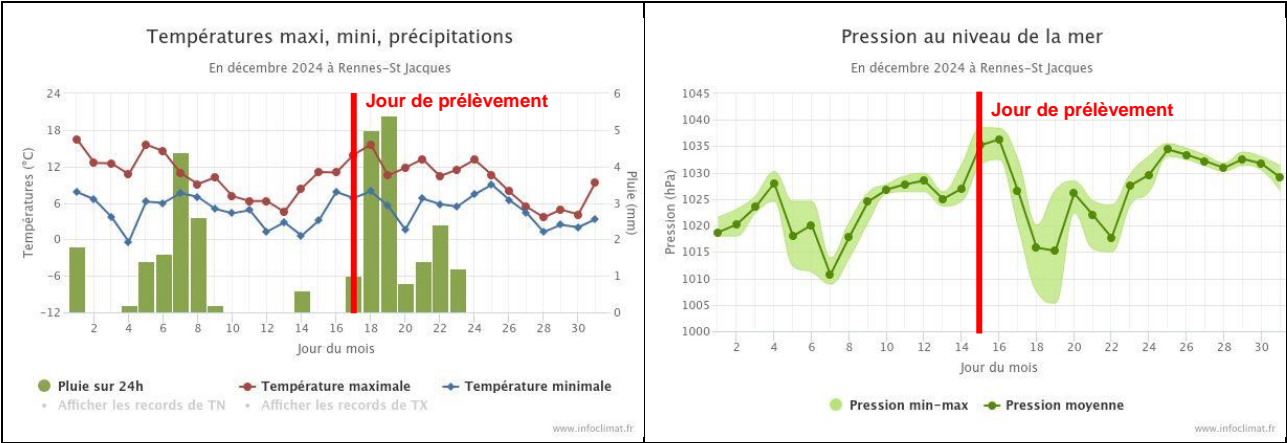 Températures maxi, mini, précipitations
En décembre 2024 à Rennes-St Jacques
24
18
12
6
0
-6
-12
Températures (°C)
6
5
4
3
2
1
0
Pluie (mm)
Jour de prélèvement
2 4 6 8 10 12 14 16 18 20 22 24 26 28 30
Jour du mois
Pluie sur 24h Température maximale Température minimale
Afficher les records de TN Afficher les records de TX
www.infoclimat.fr
Pression au niveau de la mer
En décembre 2024 à Rennes-St Jacques
1045
1040
1035
1030
1025
1020
1015
1010
1005
1000
Pression (hPa)
Jour de prélèvement
2 4 6 8 10 12 14 16 18 20 22 24 26 28 30
Jour du mois
Pression min-max Pression moyenne
www.infoclimat.fr